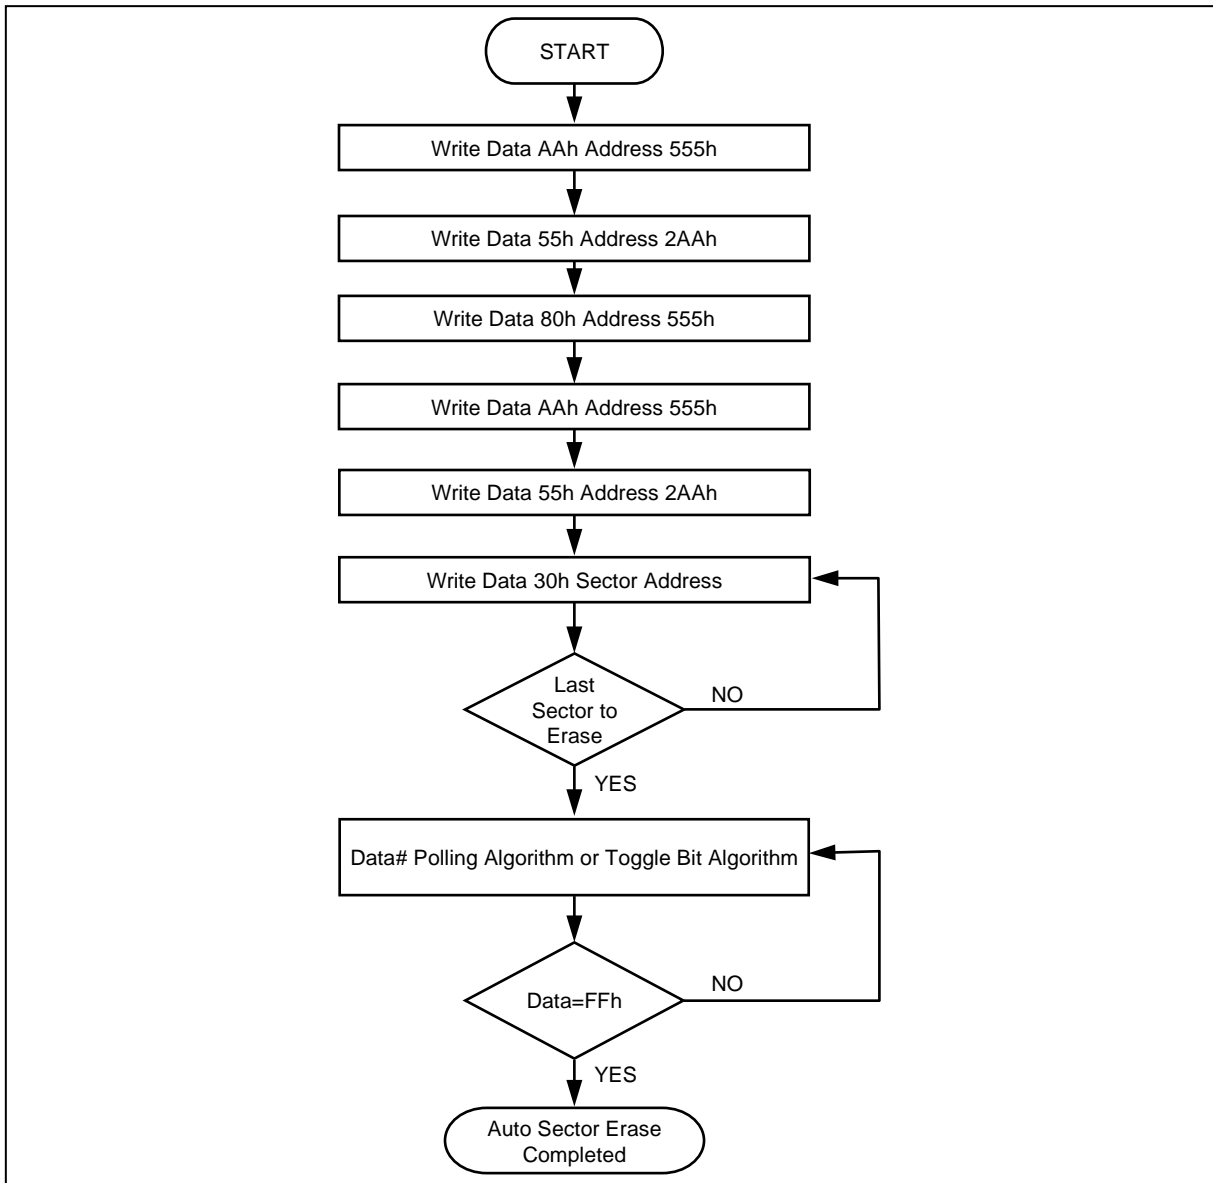 START
Write Data AAh Address 555h
Write Data 55h Address 2AAh
Write Data 80h Address 555h
Write Data AAh Address 555h
Write Data 55h Address 2AAh
Write Data 30h Sector Address
Last
Sector to
Erase
NO
YES
Data# Polling Algorithm or Toggle Bit Algorithm
Data=FFh
NO
YES
Auto Sector Erase
Completed